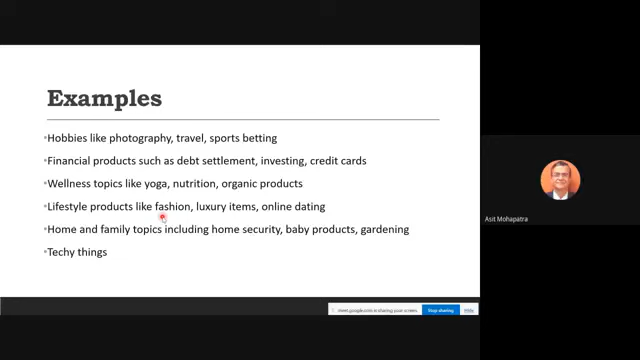 Examples
•Hobbies like photography, travel, sports betting
•Financial products such as debt settlement, investing, credit cards
•Wellness topics like yoga, nutrition, organic products
•Lifestyle products like fashion, luxury items, online dating
•Home and family topics including home security, baby products, gardening
•Techy things
Asit Mohapatra
meet.google.com is sharing your screen.
Stop sharing
Hide